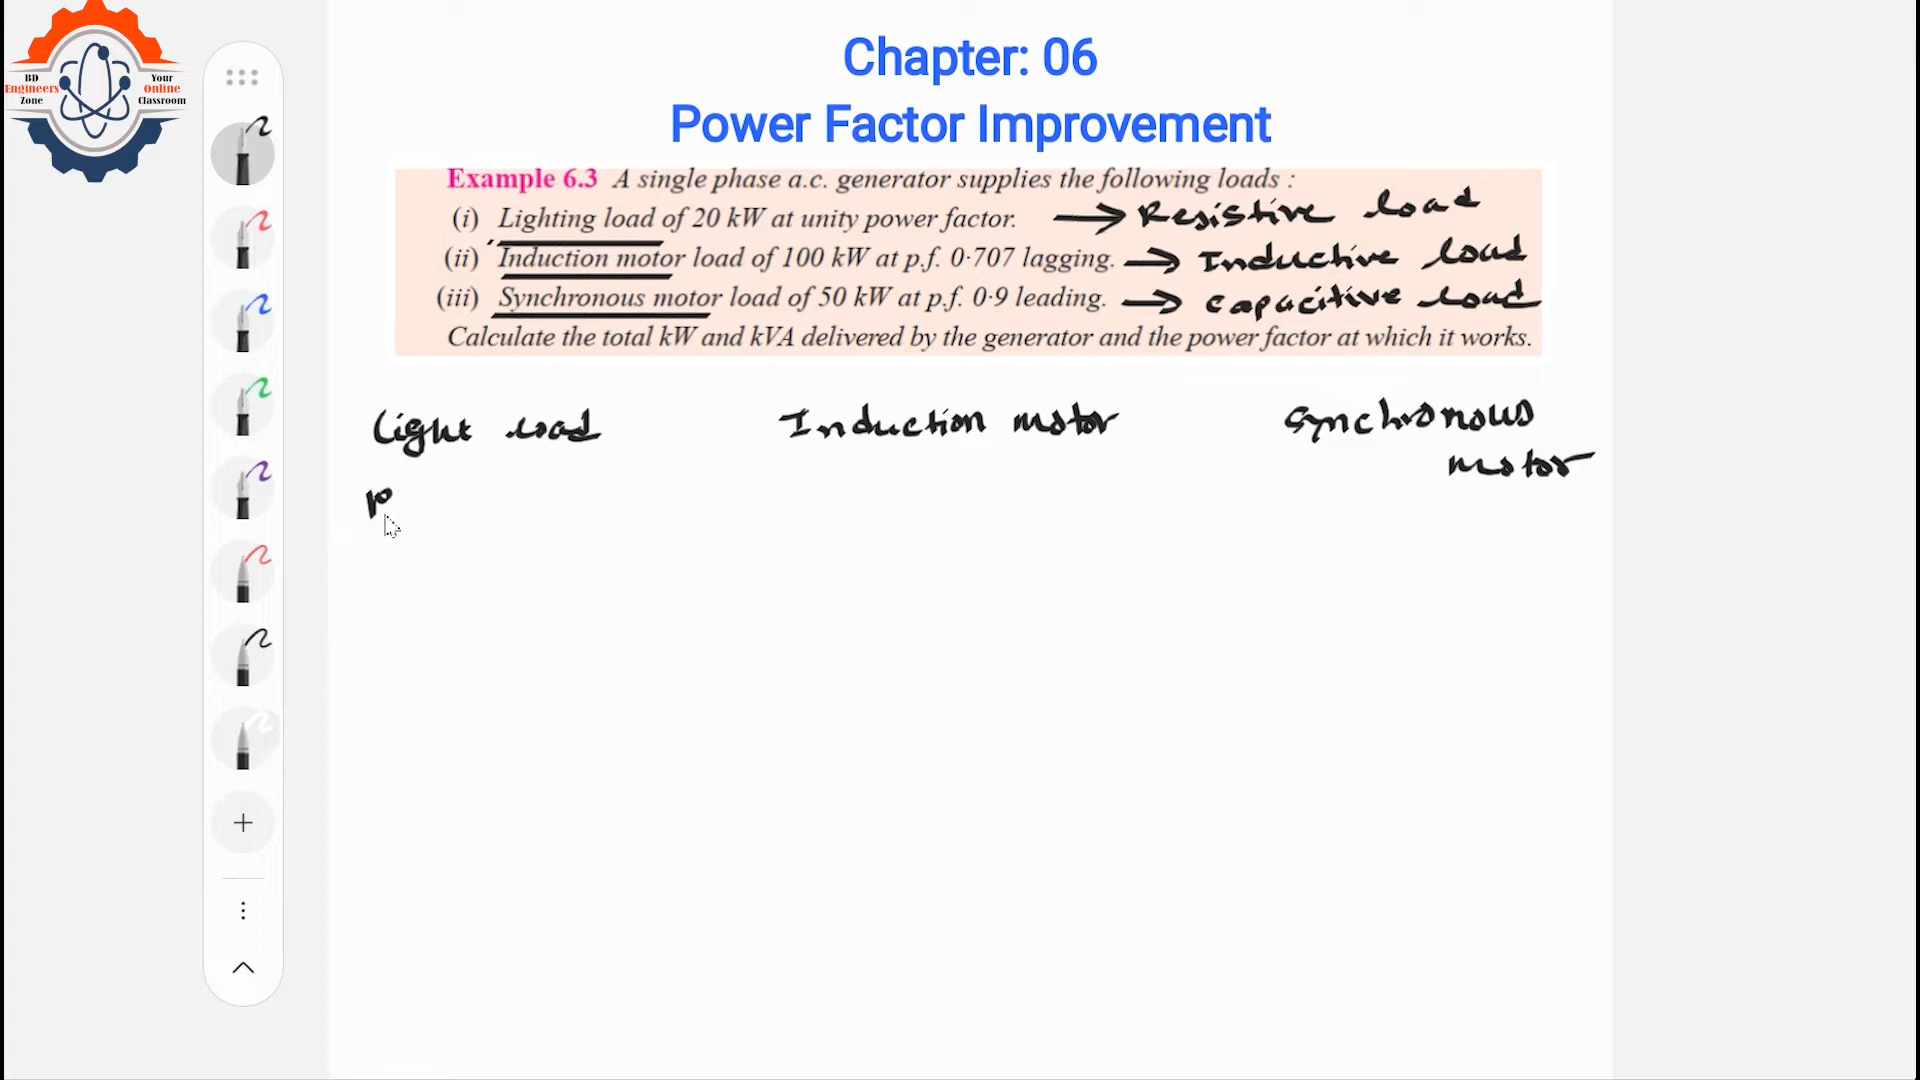 BD
Engineers
Zone
Your
Online
Classroom
Chapter: 06
Power Factor Improvement
Example 6.3 A single phase a.c. generator supplies the following loads :
(i) Lighting load of 20 kW at unity power factor. → Resistive load
(ii) Induction motor load of 100 kW at p.f. 0·707 lagging. → Inductive load
(iii) Synchronous motor load of 50 kW at p.f. 0·9 leading. → capacitive load
Calculate the total kW and kVA delivered by the generator and the power factor at which it works.
Light load
Induction motor
Synchronous
motor
P